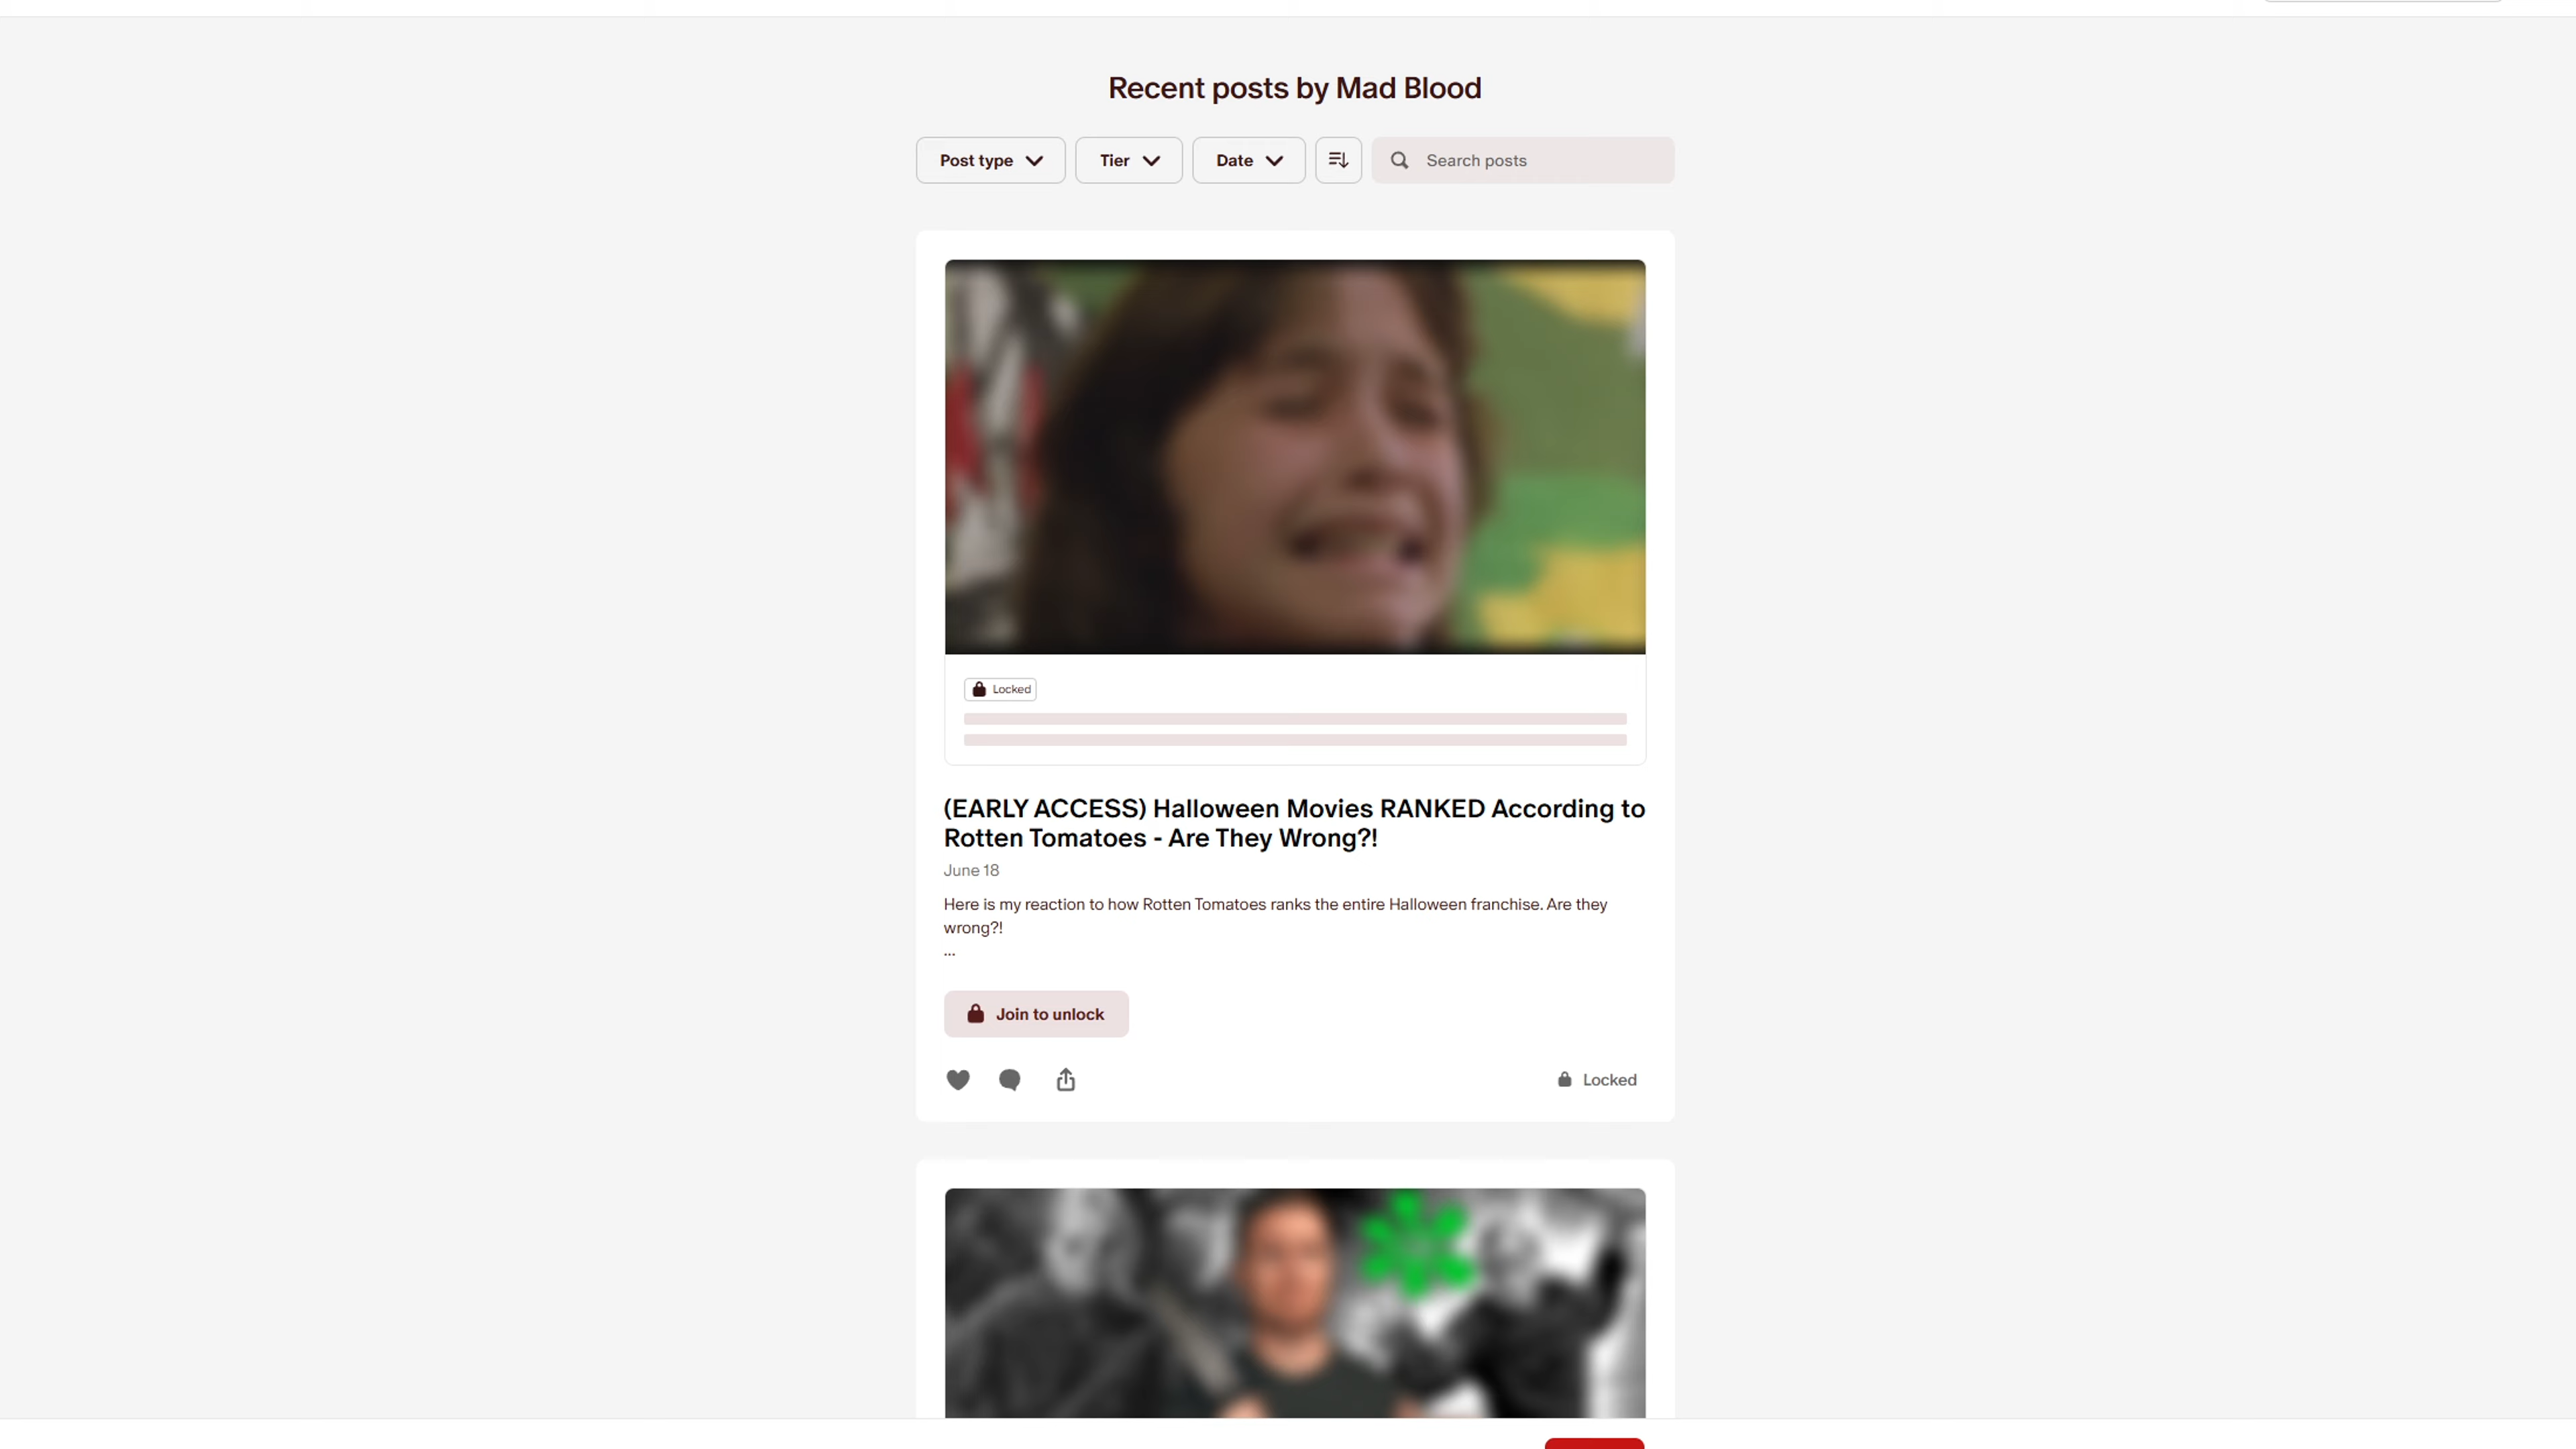 Recent posts by Mad Blood
Post type
Tier
Date
Search posts
Locked
(EARLY ACCESS) Halloween Movies RANKED According to
Rotten Tomatoes - Are They Wrong?!
June 18
Here is my reaction to how Rotten Tomatoes ranks the entire Halloween franchise. Are they
wrong?!
...
Join to unlock
Locked